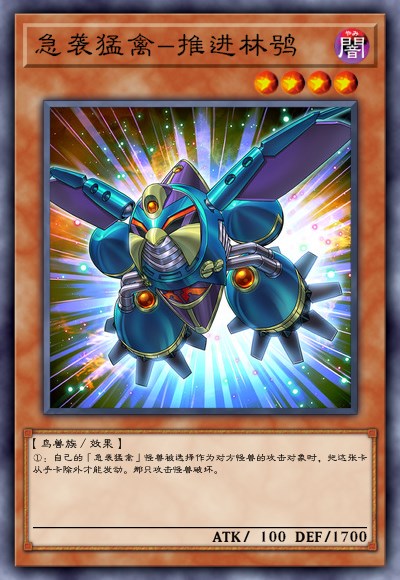 急袭猛禽–推进林鸮
闇
やみ
【鸟兽族／效果】
①：自己的「急袭猛禽」怪兽被选择作为对方怪兽的攻击对象时，把这张卡
从手卡除外才能发动。那只攻击怪兽破坏。
ATK/ 100 DEF/1700